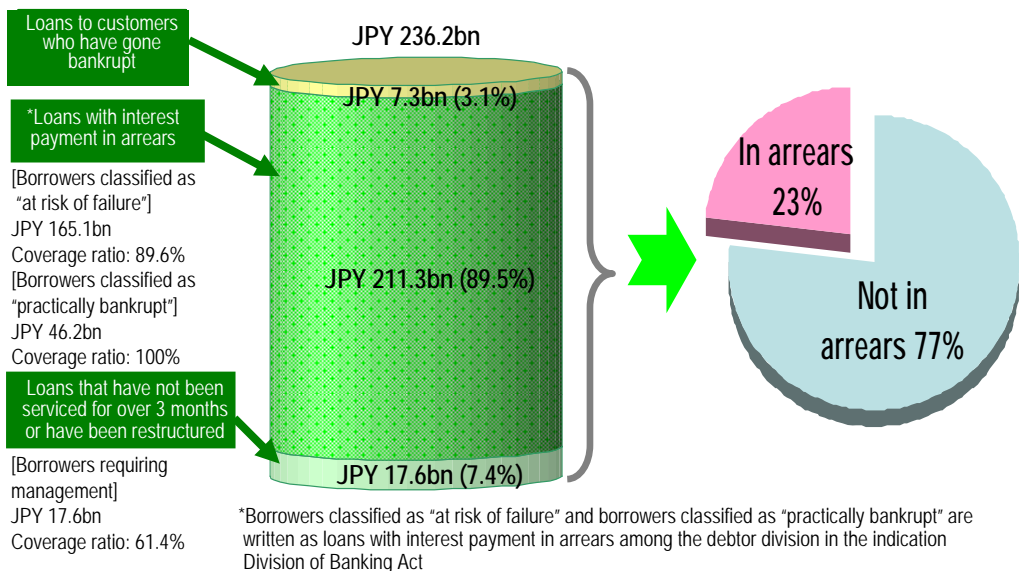 Loans to customers
who have gone
bankrupt
JPY 236.2bn
JPY 7.3bn (3.1%)
*Loans with interest
payment in arrears
[Borrowers classified as
"at risk of failure"]
JPY 165.1bn
Coverage ratio: 89.6%
[Borrowers classified as
"practically bankrupt"]
JPY 46.2bn
Coverage ratio: 100%
JPY 211.3bn (89.5%)
Loans that have not been
serviced for over 3 months
or have been restructured
[Borrowers requiring
management]
JPY 17.6bn
Coverage ratio: 61.4%
JPY 17.6bn (7.4%)
In arrears
23%
Not in
arrears 77%
*Borrowers classified as "at risk of failure" and borrowers classified as "practically bankrupt" are
written as loans with interest payment in arrears among the debtor division in the indication
Division of Banking Act